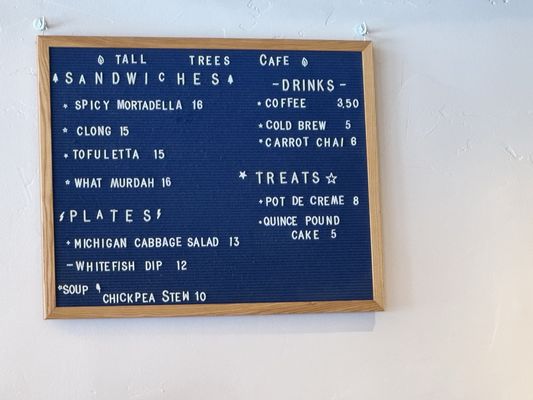 TALL TREES CAFE
SANDWICHES
* SPICY MORTADELLA 16
* CLONG 15
* TOFULETTA 15
* WHAT MURDAH 16
PLATES
* MICHIGAN CABBAGE SALAD 13
- WHITEFISH DIP 12
*SOUP
CHICKPEA STEW 10
-DRINKS-
* COFFEE 3.50
* COLD BREW 5
* CARROT CHAI 6
* TREATS ☆
* POT DE CREME 8
* QUINCE POUND
CAKE 5